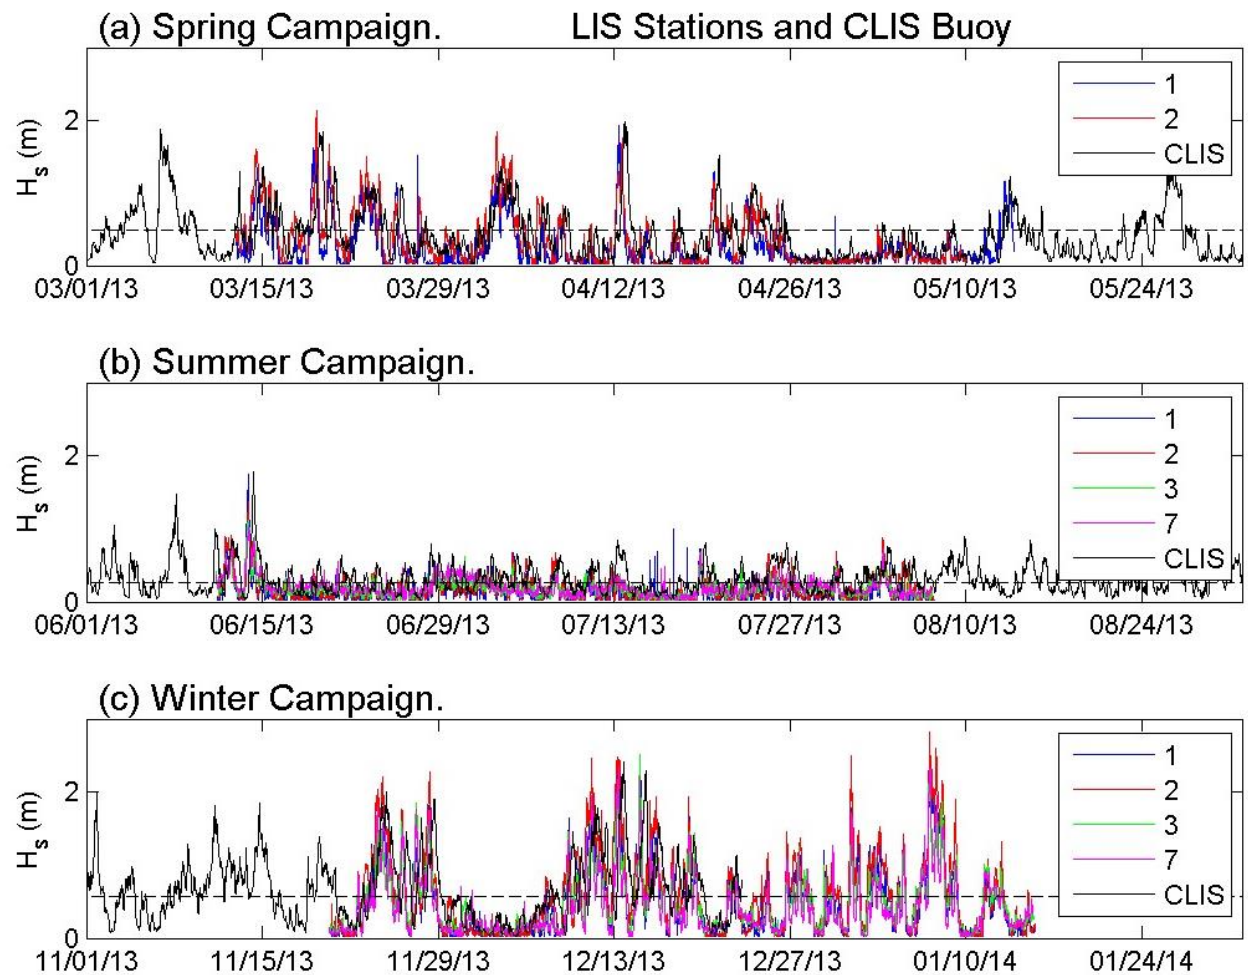 (a) Spring Campaign. LIS Stations and CLIS Buoy
1
2
CLIS
2
0
Hs (m)
03/01/13 03/15/13 03/29/13 04/12/13 04/26/13 05/10/13 05/24/13
(b) Summer Campaign.
1
2
3
7
CLIS
2
0
Hs (m)
06/01/13 06/15/13 06/29/13 07/13/13 07/27/13 08/10/13 08/24/13
(c) Winter Campaign.
1
2
3
7
CLIS
2
0
Hs (m)
11/01/13 11/15/13 11/29/13 12/13/13 12/27/13 01/10/14 01/24/14